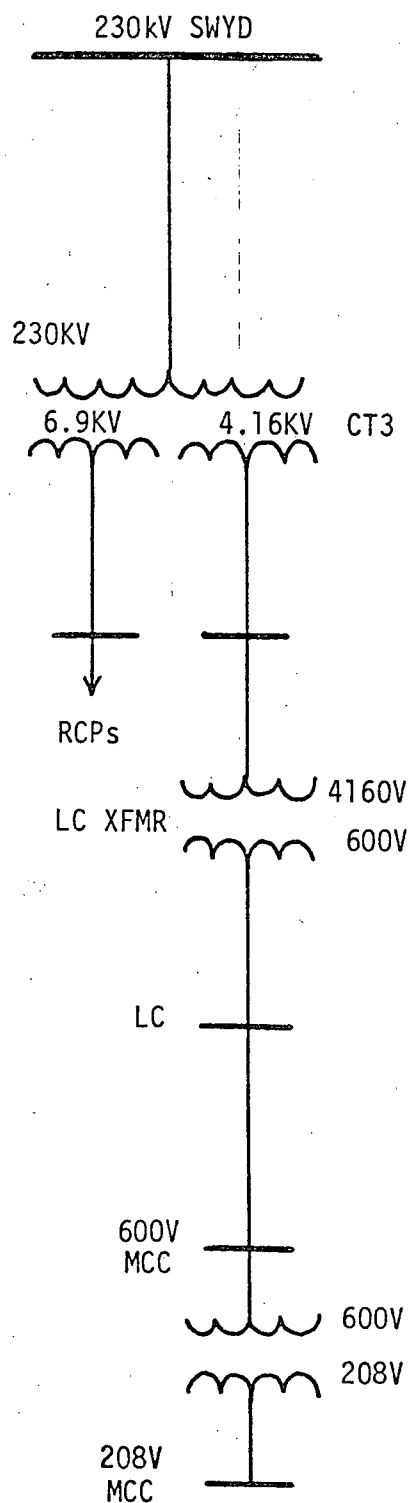 230kV SWYD
230KV
6.9KV 4.16KV CT3
RCPs
4160V
LC XFMR
600V
LC
600V
MCC
600V
208V
208V
MCC